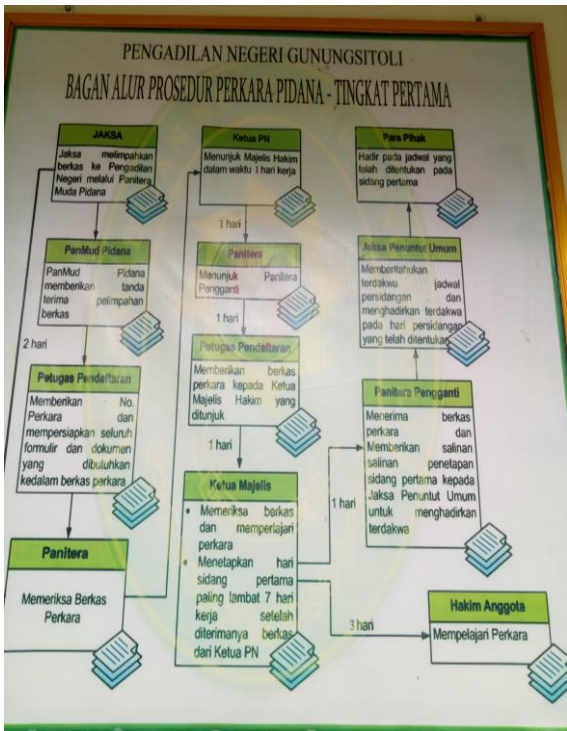 PENGADILAN NEGERI GUNUNGSITOLI
BAGAN ALUR PROSEDUR PERKARA PIDANA - TINGKAT PERTAMA
JAKSA
Jaksa melimpahkan
berkas ke Pengadilan
Negeri melalui Panitera
Muda Pidana
PanMud Pidana
PanMud Pidana
memberikan tanda
terima pelimpahan
berkas
2 hari
Petugas Pendaftaran
Memberikan No.
Perkara dan
mempersiapkan seluruh
formulir dan dokumen
yang dibutuhkan
kedalam berkas perkara
Panitera
Memeriksa Berkas
Perkara
Ketua PN
Menunjuk Majelis Hakim
dalam waktu 1 hari kerja
1 hari
Panitera
Menunjuk Panitera
Pengganti
1 hari
Petugas Pendaftaran
Memberikan berkas
perkara kepada Ketua
Majelis Hakim yang
ditunjuk
1 hari
Ketua Majelis
• Memeriksa berkas
dan memperlajari
perkara
• Menetapkan hari
sidang pertama
paling lambat 7 hari
kerja setelah
diterimanya berkas
dari Ketua PN
1 hari
3 hari
Para Pihak
Hadir pada jadwal yang
telah ditentukan pada
sidang pertama
Jaksa Penuntut Umum
Memberitahukan
terdakwa jadwal
persidangan dan
menghadirkan terdakwa
pada hari persidangan
yang telah ditentukan
Panitera Pengganti
Menerima berkas
perkara dan
Memberikan salinan
salinan penetapan
sidang pertama kepada
Jaksa Penuntut Umum
untuk menghadirkan
terdakwa
Hakim Anggota
Mempelajari Perkara